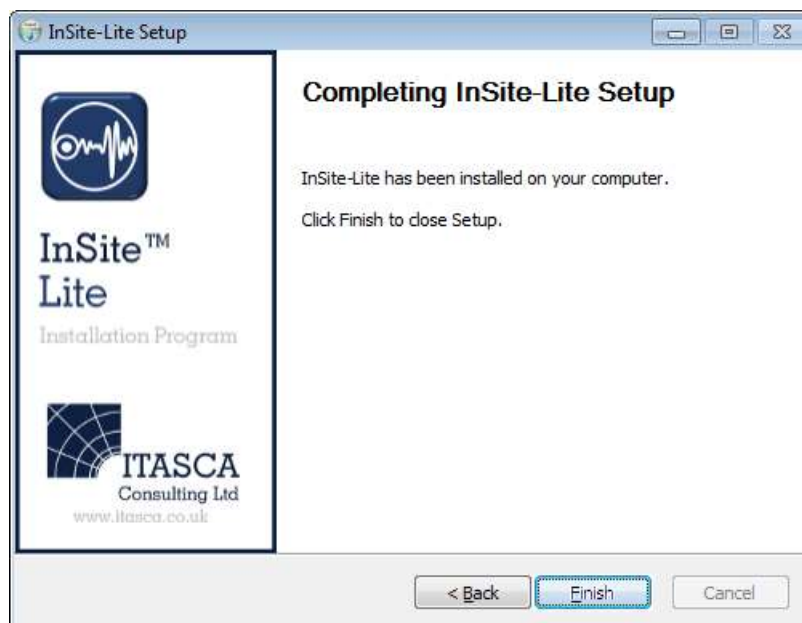 InSite-Lite Setup
InSite™
Lite
Installation Program
ITASCA
Consulting Ltd
www.itasca.co.uk
Completing InSite-Lite Setup
InSite-Lite has been installed on your computer.
Click Finish to close Setup.
< Back
Finish
Cancel